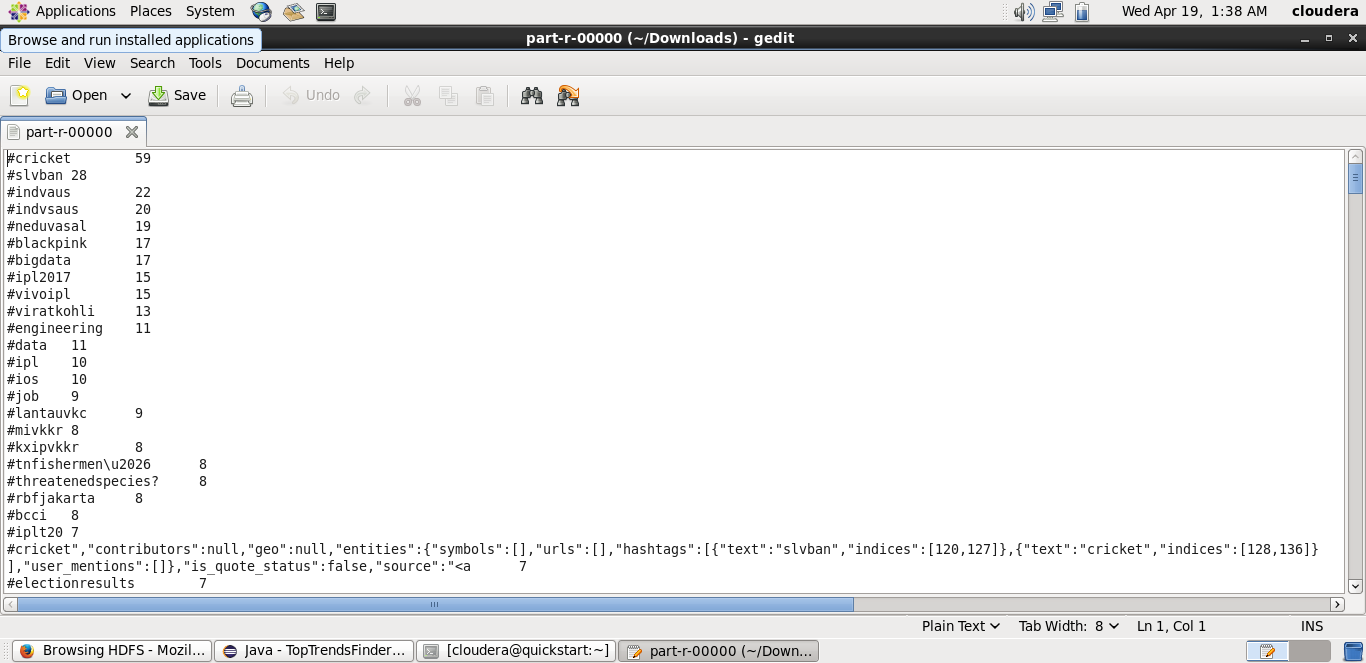 Applications Places System Wed Apr 19, 1:38 AM cloudera
Browse and run installed applications
part-r-00000 (~/Downloads) - gedit
File Edit View Search Tools Documents Help
Open Save Undo
part-r-00000
#cricket 59
#slvban 28
#indvaus 22
#indvsaus 20
#neduvasal 19
#blackpink 17
#bigdata 17
#ipl2017 15
#vivoipl 15
#viratkohli 13
#engineering 11
#data 11
#ipl 10
#ios 10
#job 9
#lantauvkc 9
#mivkkr 8
#kxipvkkr 8
#tnfishermen\u2026 8
#threatenedspecies? 8
#rbfjakarta 8
#bcci 8
#iplt20 7
#cricket","contributors":null,"geo":null,"entities":{"symbols":[],"urls":[],"hashtags":[{"text":"slvban","indices":[120,127]},{"text":"cricket","indices":[128,136]}
],"user_mentions":[]},"is_quote_status":false,"source":"<a 7
#electionresults 7
Plain Text Tab Width: 8 Ln 1, Col 1 INS
Browsing HDFS - Mozil... Java - TopTrendsFinder... [cloudera@quickstart:~] part-r-00000 (~/Down...